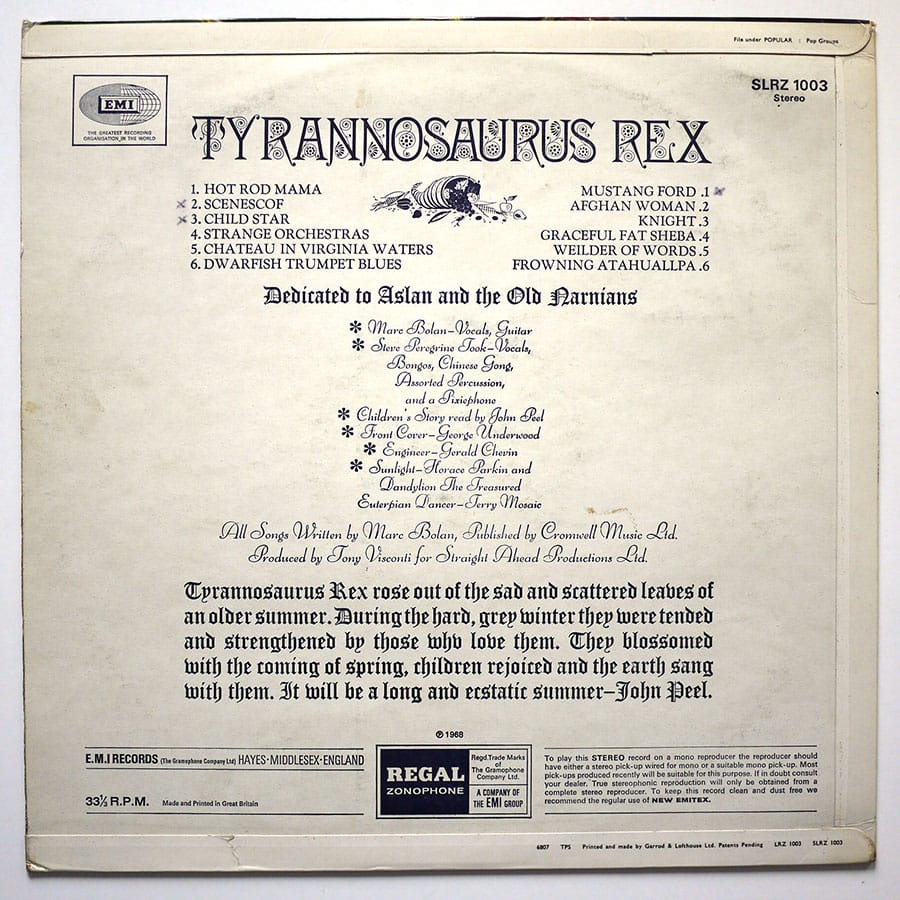 File under POPULAR : Pop Groups
EMI
THE GREATEST RECORDING
ORGANISATION IN THE WORLD
SLRZ 1003
Stereo
TYRANNOSAURUS REX
1. HOT ROD MAMA
2. SCENESCOF
3. CHILD STAR
4. STRANGE ORCHESTRAS
5. CHATEAU IN VIRGINIA WATERS
6. DWARFISH TRUMPET BLUES
MUSTANG FORD .1
AFGHAN WOMAN .2
KNIGHT .3
GRACEFUL FAT SHEBA .4
WEILDER OF WORDS .5
FROWNING ATAHUALLPA .6
Dedicated to Aslan and the Old Narnians
* Marc Bolan–Vocals, Guitar
* Steve Peregrine Took–Vocals,
Bongos, Chinese Gong,
Assorted Percussion,
and a Pixiephone
* Children's Story read by John Peel
* Front Cover–George Underwood
* Engineer–Gerald Chevin
* Sunlight–Horace Parkin and
Dandylion The Treasured
Euterpian Dancer–Terry Mosaic
All Songs Written by Marc Bolan, Published by Cromwell Music Ltd.
Produced by Tony Visconti for Straight Ahead Productions Ltd.
Tyrannosaurus Rex rose out of the sad and scattered leaves of
an older summer. During the hard, grey winter they were tended
and strengthened by those who love them. They blossomed
with the coming of spring, children rejoiced and the earth sang
with them. It will be a long and ecstatic summer–John Peel.
℗ 1968
E.M.I RECORDS (The Gramophone Company Ltd) HAYES·MIDDLESEX·ENGLAND
33⅓ R.P.M. Made and Printed in Great Britain
REGAL
ZONOPHONE
Regd. Trade Marks
of The
Gramophone
Company Ltd.
A COMPANY OF
THE EMI GROUP
To play this STEREO record on a mono reproducer the reproducer should
have either a stereo pick-up wired for mono or a suitable mono pick-up. Most
pick-ups produced recently will be suitable for this purpose. If in doubt consult
your dealer. True stereophonic reproduction will only be obtained from a
complete stereo reproducer. To keep this record clean and dust free we
recommend the regular use of NEW EMITEX.
6807 TPS Printed and made by Garrod & Lofthouse Ltd. Patents Pending LRZ 1003 SLRZ 1003